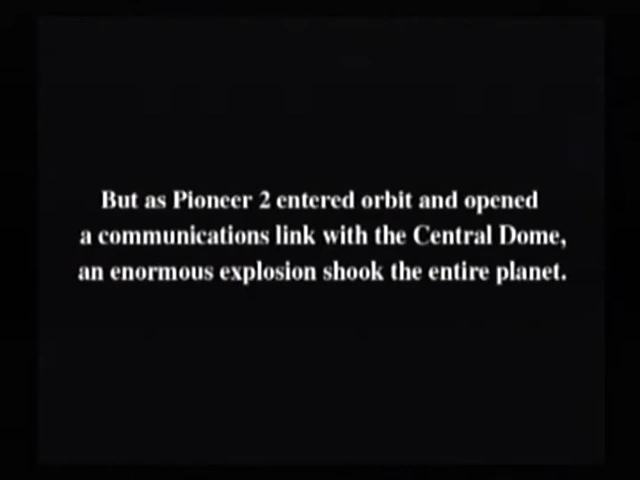 But as Pioneer 2 entered orbit and opened
a communications link with the Central Dome,
an enormous explosion shook the entire planet.